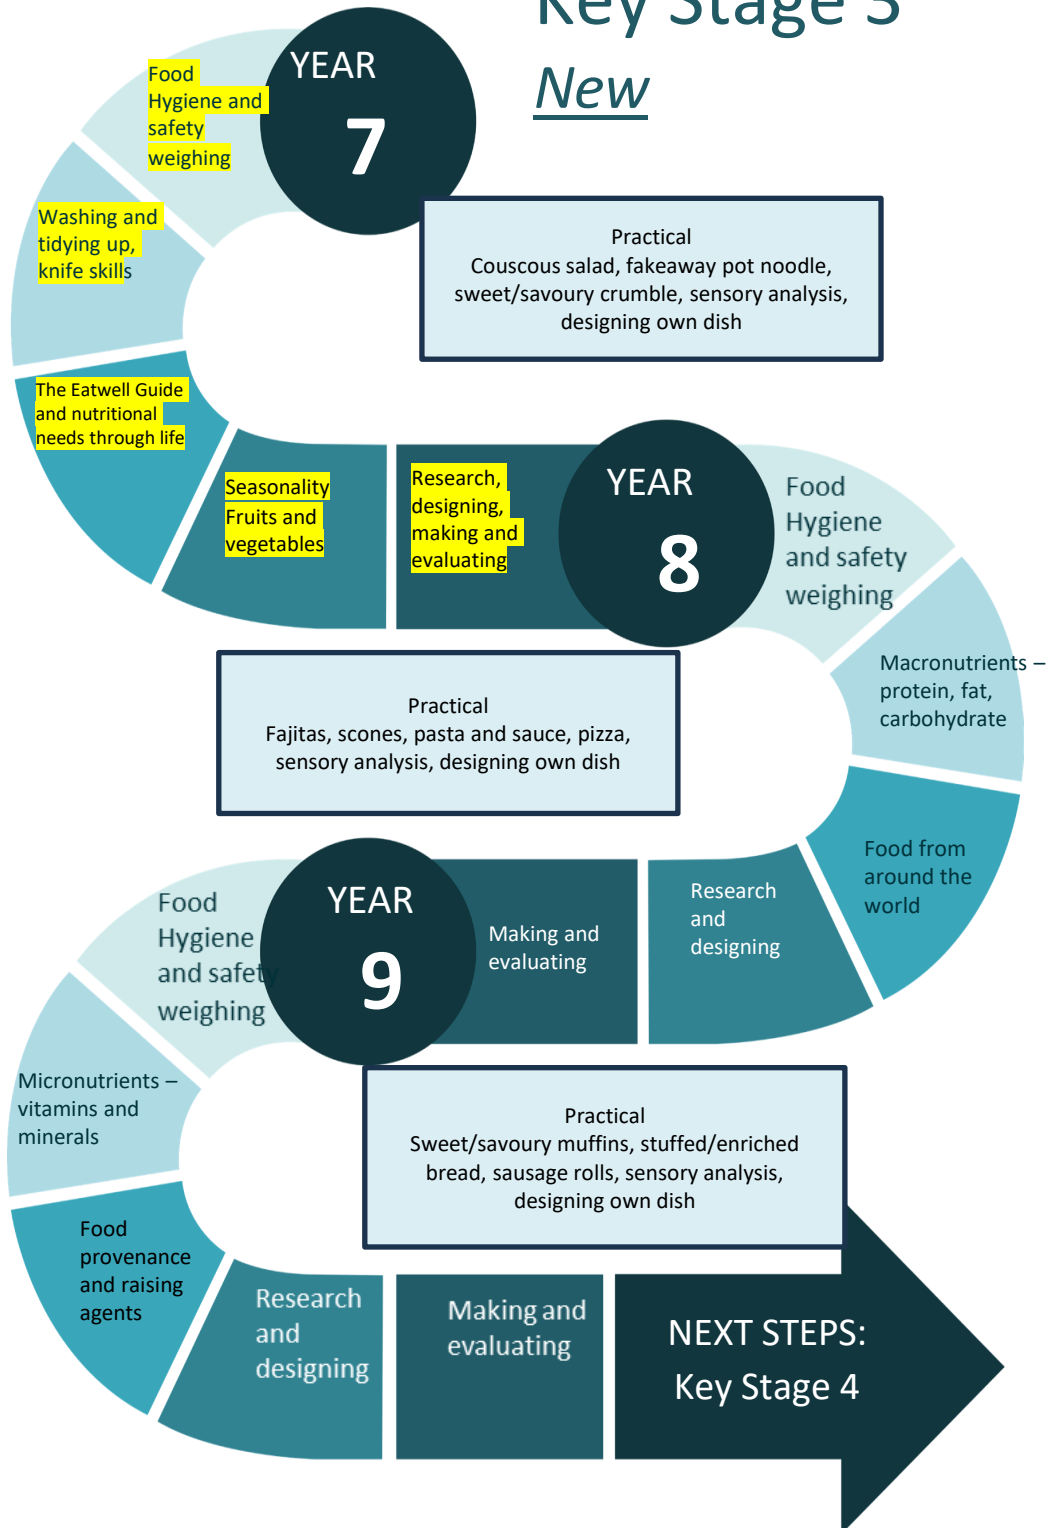 Key Stage 3
New
YEAR
7
Food
Hygiene and
safety
weighing
Washing and
tidying up,
knife skills
The Eatwell Guide
and nutritional
needs through life
Seasonality
Fruits and
vegetables
Research,
designing,
making and
evaluating
Practical
Couscous salad, fakeaway pot noodle,
sweet/savoury crumble, sensory analysis,
designing own dish
YEAR
8
Food
Hygiene
and safety
weighing
Macronutrients –
protein, fat,
carbohydrate
Food from
around the
world
Research
and
designing
Making and
evaluating
Practical
Fajitas, scones, pasta and sauce, pizza,
sensory analysis, designing own dish
YEAR
9
Food
Hygiene
and safety
weighing
Micronutrients –
vitamins and
minerals
Food
provenance
and raising
agents
Research
and
designing
Making and
evaluating
Practical
Sweet/savoury muffins, stuffed/enriched
bread, sausage rolls, sensory analysis,
designing own dish
NEXT STEPS:
Key Stage 4